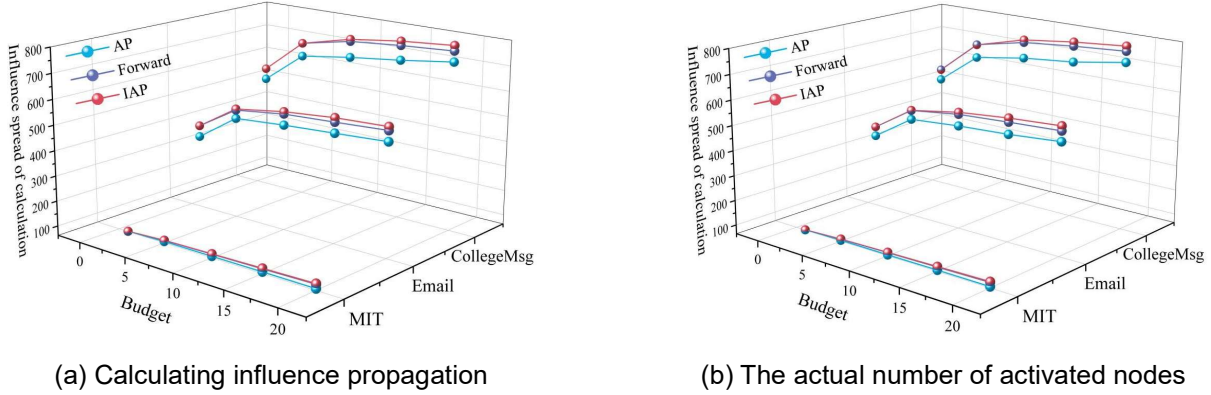 Influence spread of calculation
800
700
600
500
400
300
200
100
AP
Forward
IAP
0
5
10
15
20
Budget
MIT
Email
CollegeMsg
(a) Calculating influence propagation
Influence spread of calculation
800
700
600
500
400
300
200
100
AP
Forward
IAP
0
5
10
15
20
Budget
MIT
Email
CollegeMsg
(b) The actual number of activated nodes